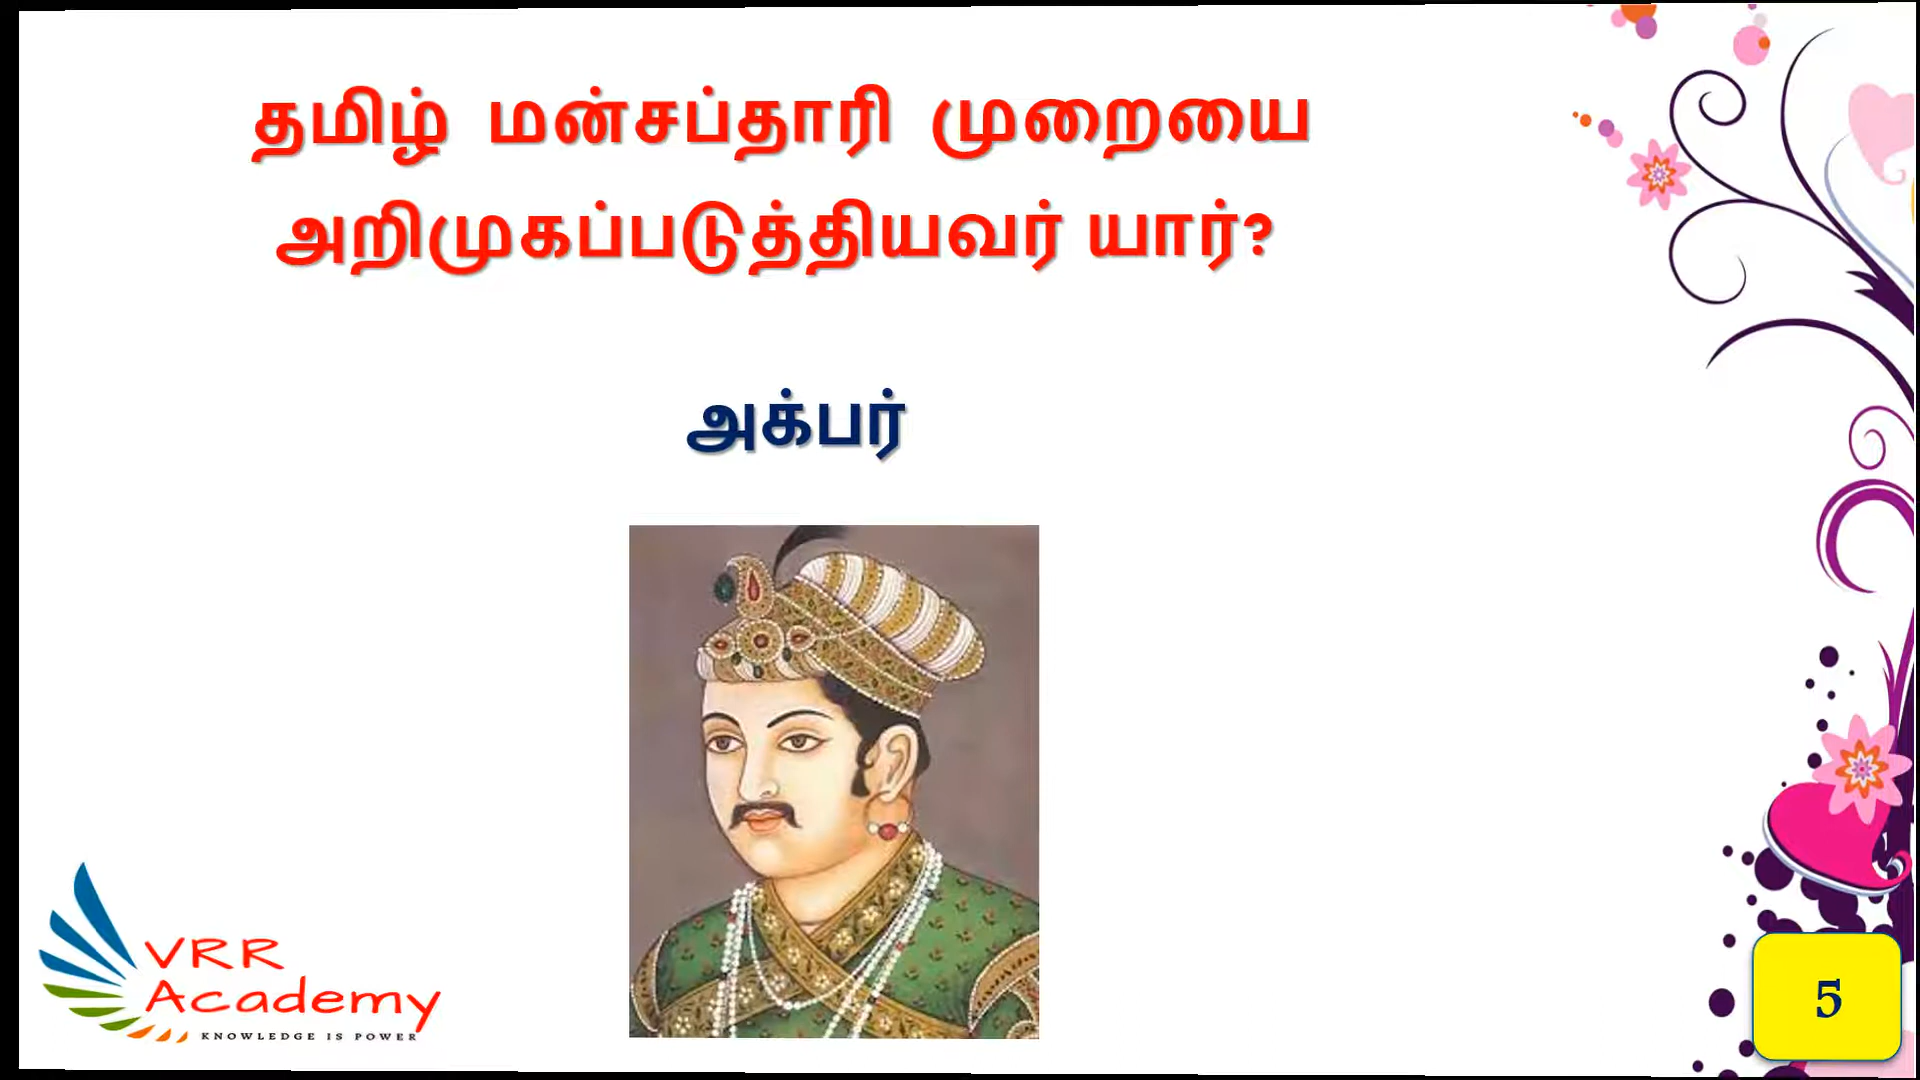 தமிழ் மன்சப்தாரி முறையை
அறிமுகப்படுத்தியவர் யார்?
அக்பர்
VRR
Academy
KNOWLEDGE IS POWER
5